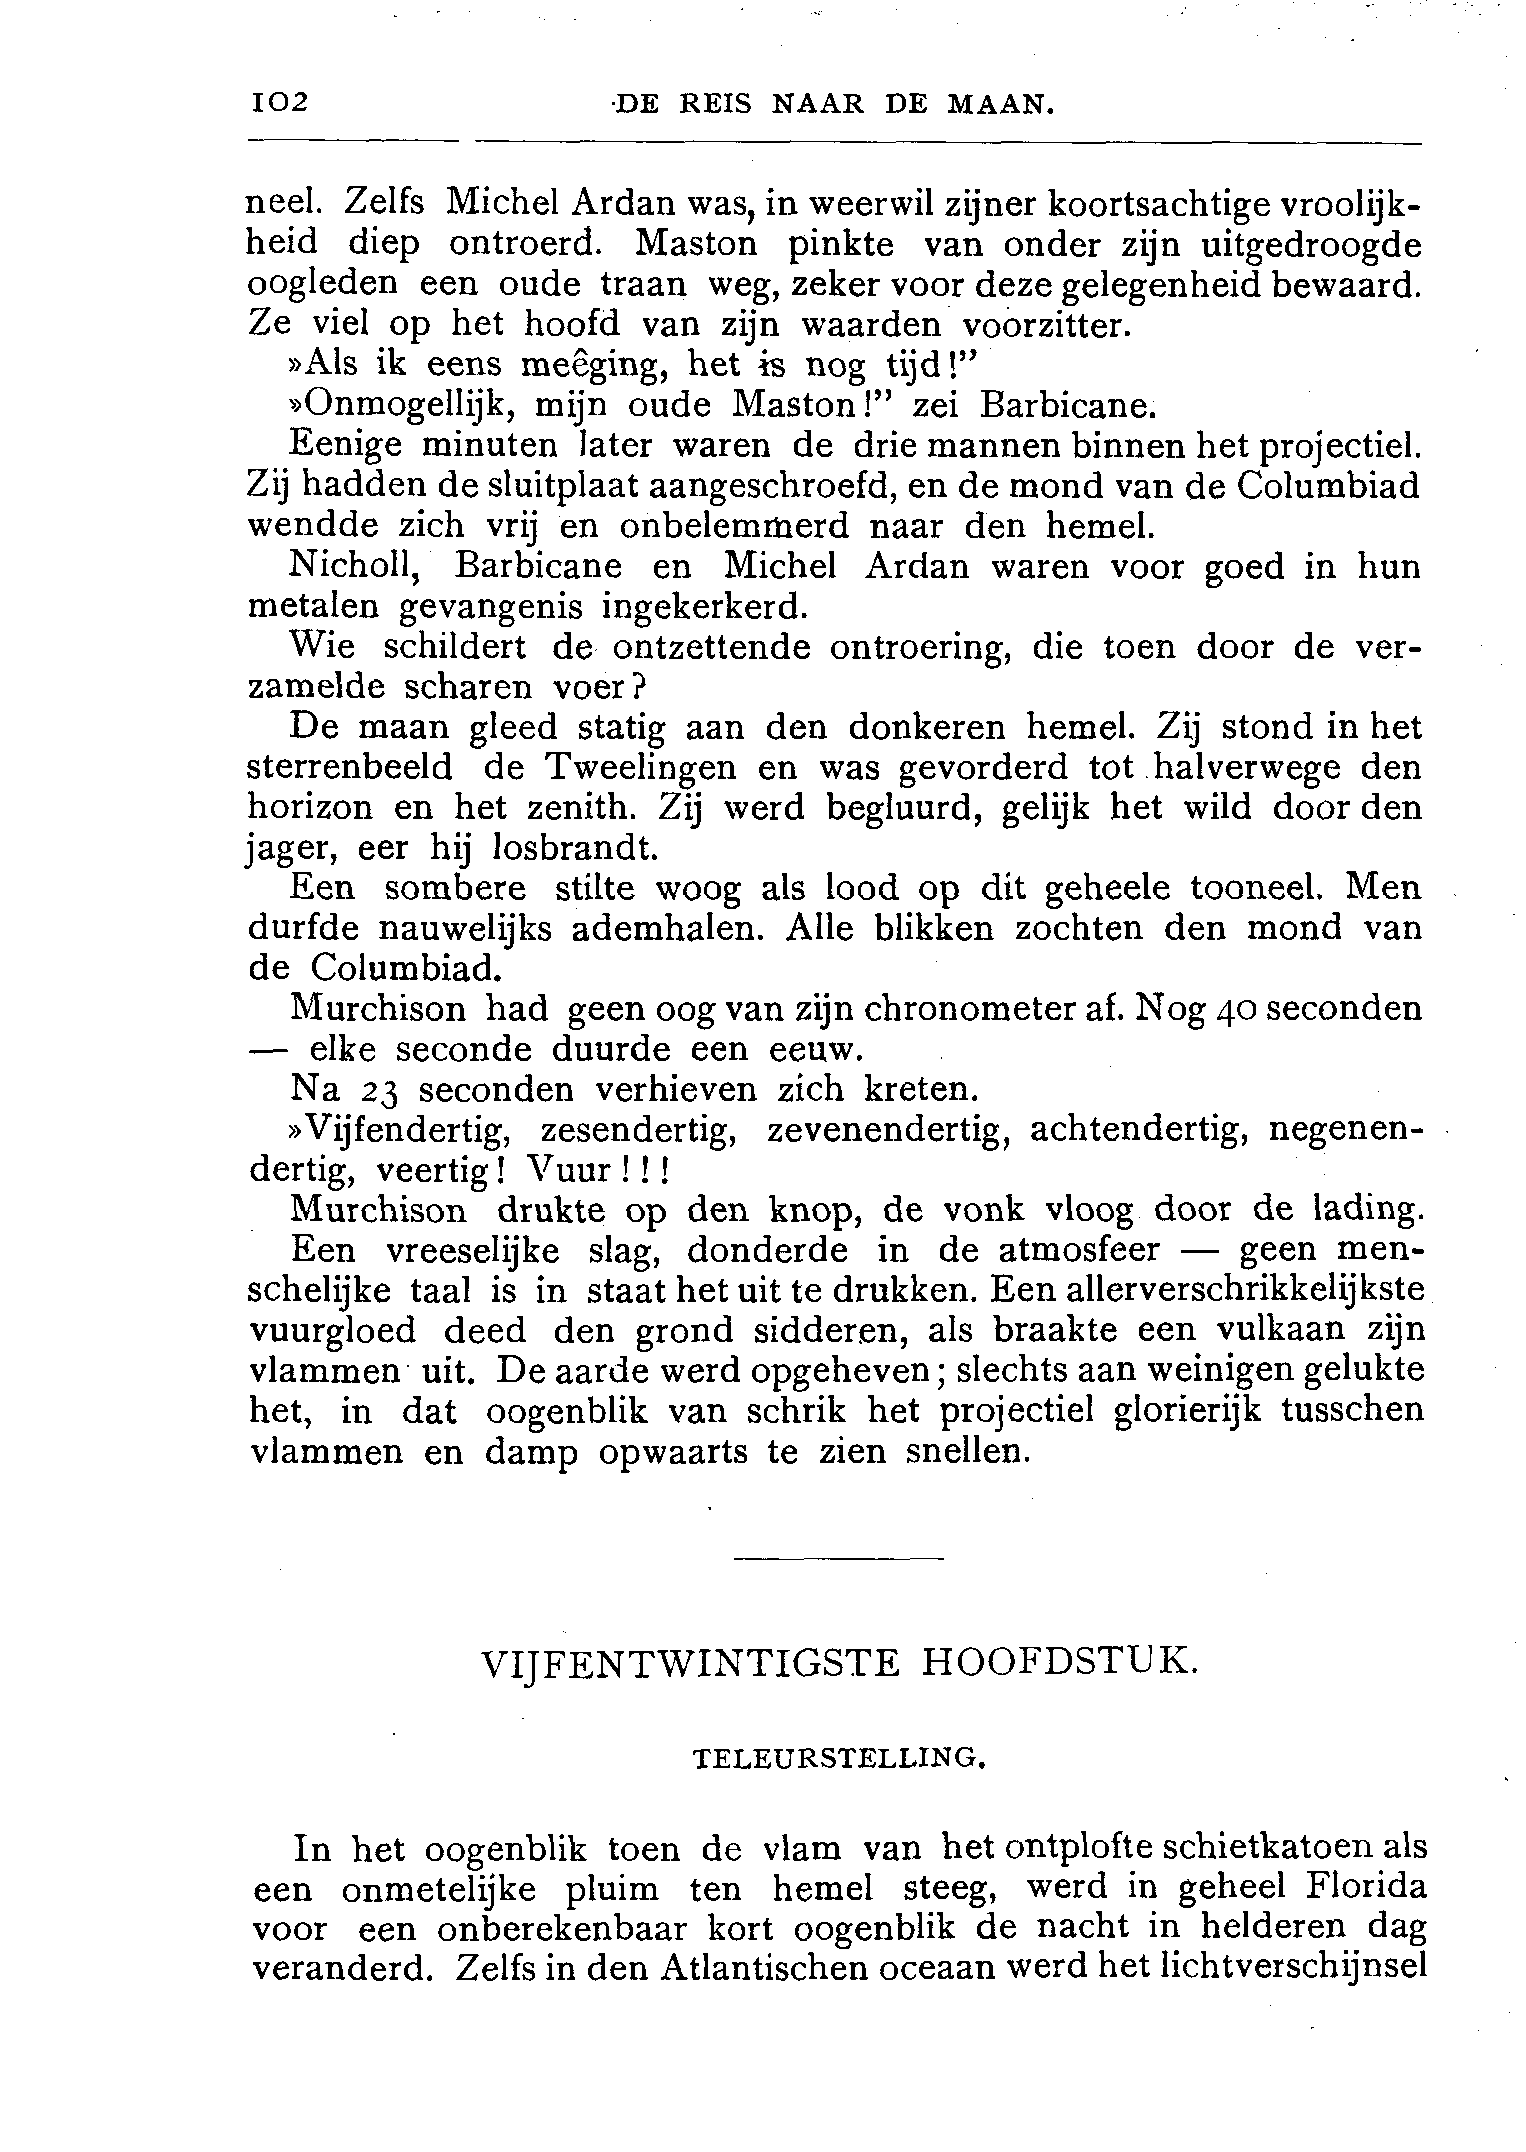 102 DE REIS NAAR DE MAAN.
neel. Zelfs Michel Ardan was, in weerwil zijner koortsachtige vroolijk-
heid diep ontroerd. Maston pinkte van onder zijn uitgedroogde
oogleden een oude traan weg, zeker voor deze gelegenheid bewaard.
Ze viel op het hoofd van zijn waarden voorzitter.
»Als ik eens meêging, het is nog tijd!”
»Onmogellijk, mijn oude Maston!” zei Barbicane.
Eenige minuten later waren de drie mannen binnen het projectiel.
Zij hadden de sluitplaat aangeschroefd, en de mond van de Columbiad
wendde zich vrij en onbelemmerd naar den hemel.
Nicholl, Barbicane en Michel Ardan waren voor goed in hun
metalen gevangenis ingekerkerd.
Wie schildert de ontzettende ontroering, die toen door de ver-
zamelde scharen voer?
De maan gleed statig aan den donkeren hemel. Zij stond in het
sterrenbeeld de Tweelingen en was gevorderd tot halverwege den
horizon en het zenith. Zij werd begluurd, gelijk het wild door den
jager, eer hij losbrandt.
Een sombere stilte woog als lood op dit geheele tooneel. Men
durfde nauwelijks ademhalen. Alle blikken zochten den mond van
de Columbiad.
Murchison had geen oog van zijn chronometer af. Nog 40 seconden
— elke seconde duurde een eeuw.
Na 23 seconden verhieven zich kreten.
»Vijfendertig, zesendertig, zevenendertig, achtendertig, negenen-
dertig, veertig! Vuur!!!
Murchison drukte op den knop, de vonk vloog door de lading.
Een vreeselijke slag, donderde in de atmosfeer — geen men-
schelijke taal is in staat het uit te drukken. Een allerverschrikkelijkste
vuurgloed deed den grond sidderen, als braakte een vulkaan zijn
vlammen uit. De aarde werd opgeheven; slechts aan weinigen gelukte
het, in dat oogenblik van schrik het projectiel glorierijk tusschen
vlammen en damp opwaarts te zien snellen.
VIJFENTWINTIGSTE HOOFDSTUK.
TELEURSTELLING.
In het oogenblik toen de vlam van het ontplofte schietkatoen als
een onmetelijke pluim ten hemel steeg, werd in geheel Florida
voor een onberekenbaar kort oogenblik de nacht in helderen dag
veranderd. Zelfs in den Atlantischen oceaan werd het lichtverschijnsel